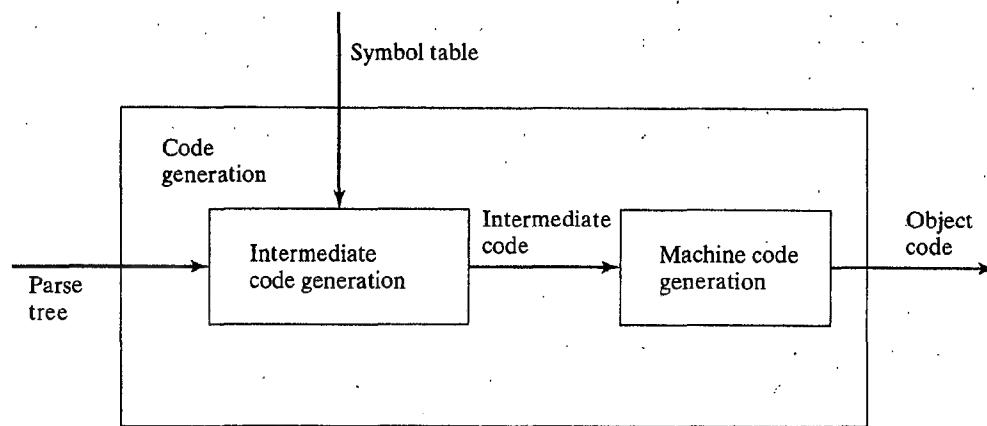 Symbol table
Code
generation
Intermediate
code generation
Intermediate
code
Machine code
generation
Object
code
Parse
tree